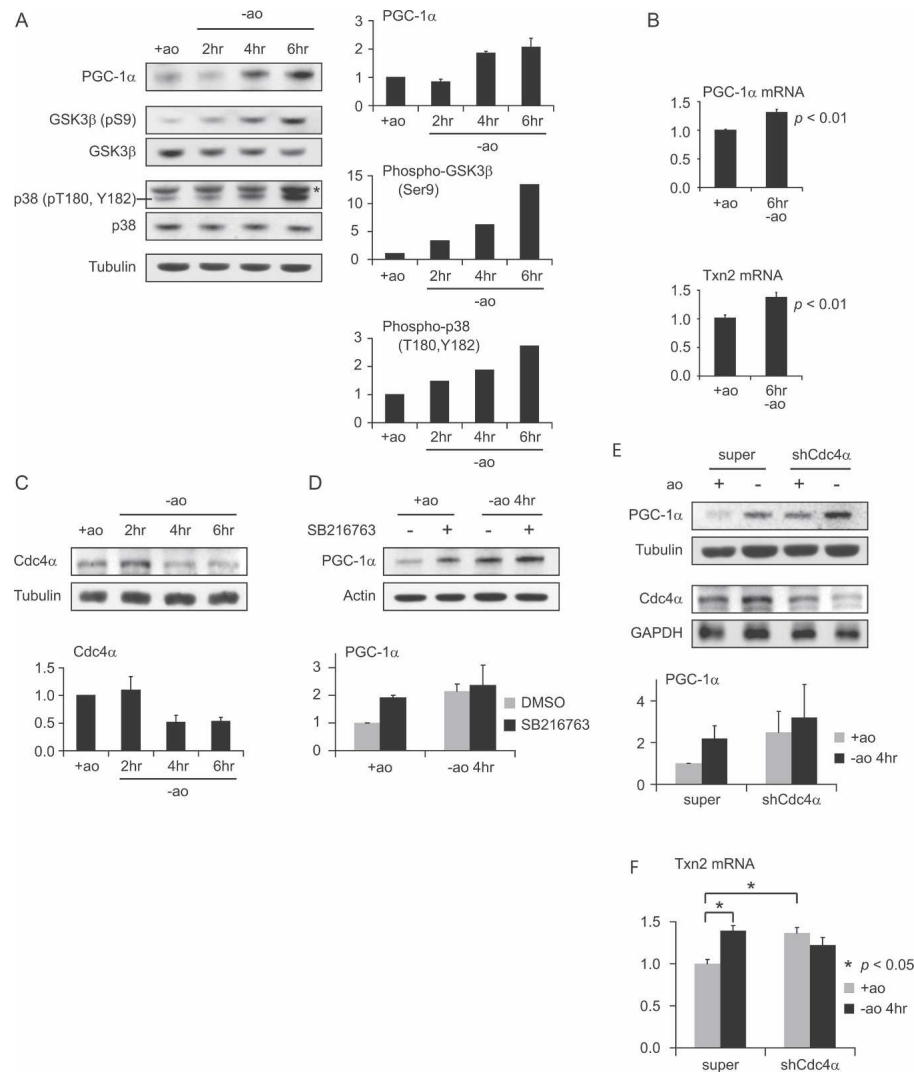 A
-ao
+ao 2hr 4hr 6hr
PGC-1α
GSK3β (pS9)
GSK3β
p38 (pT180, Y182)
*
p38
Tubulin
PGC-1α
3
2
1
0
+ao 2hr 4hr 6hr
-ao
Phospho-GSK3β
(Ser9)
15
10
5
0
+ao 2hr 4hr 6hr
-ao
Phospho-p38
(T180,Y182)
3
2
1
0
+ao 2hr 4hr 6hr
-ao
B
PGC-1α mRNA
1.5
1.0
0.5
0.0
p < 0.01
+ao 6hr
-ao
Txn2 mRNA
1.5
1.0
0.5
0.0
p < 0.01
+ao 6hr
-ao
C
-ao
+ao 2hr 4hr 6hr
Cdc4α
Tubulin
Cdc4α
1.5
1.0
0.5
0.0
+ao 2hr 4hr 6hr
-ao
D
+ao -ao 4hr
SB216763 - + - +
PGC-1α
Actin
PGC-1α
3
2
1
0
DMSO
SB216763
+ao -ao 4hr
E
super shCdc4α
ao + - + -
PGC-1α
Tubulin
Cdc4α
GAPDH
PGC-1α
4
2
0
+ao
-ao 4hr
super shCdc4α
F
Txn2 mRNA
*
*
1.5
1.0
0.5
0.0
* p < 0.05
+ao
-ao 4hr
super shCdc4α